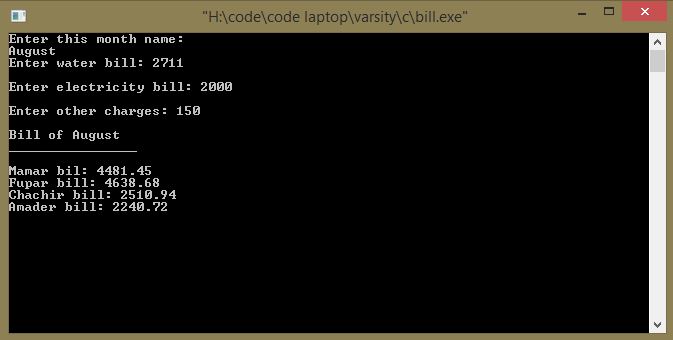 "H:\code\code laptop\varsity\c\bill.exe"
Enter this month name:
August
Enter water bill: 2711
Enter electricity bill: 2000
Enter other charges: 150
Bill of August
________________
Mamar bil: 4481.45
Fupar bill: 4638.68
Chachir bill: 2510.94
Amader bill: 2240.72